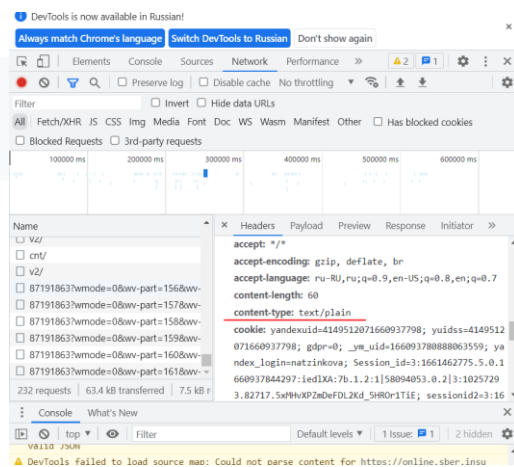 DevTools is now available in Russian!
Always match Chrome's language Switch DevTools to Russian Don't show again
Elements Console Sources Network Performance » 2 1
Preserve log Disable cache No throttling
Filter Invert Hide data URLs
All Fetch/XHR JS CSS Img Media Font Doc WS Wasm Manifest Other Has blocked cookies
Blocked Requests 3rd-party requests
100000 ms 200000 ms 300000 ms 400000 ms 500000 ms 600000 ms
Name × Headers Payload Preview Response Initiator »
v2/
cnt/
v2/
87191863?wmode=0&wv-part=156&wv-
87191863?wmode=0&wv-part=157&wv-
87191863?wmode=0&wv-part=158&wv-
87191863?wmode=0&wv-part=159&wv-
87191863?wmode=0&wv-part=160&wv-
87191863?wmode=0&wv-part=161&wv-
232 requests 63.4 kB transferred 7.5 kB r
accept: */*
accept-encoding: gzip, deflate, br
accept-language: ru-RU,ru;q=0.9,en-US;q=0.8,en;q=0.7
content-length: 60
content-type: text/plain
cookie: yandexuid=4149512071660937798; yuidss=4149512
071660937798; gdpr=0; _ym_uid=166093780888063559; ya
ndex_login=natzinkova; Session_id=3:1661462775.5.0.1
660937844297:iedlXA:7b.1.2:1|58094053.0.2|3:1025729
3.82717.5xMHvXPZmDeFDL2Kd_5HROr1TiE; sessionid2=3:16
Console What's New
top Filter Default levels 1 Issue: 1 2 hidden
valid JSON
DevTools failed to load source map: Could not parse content for https://online.sber.insu